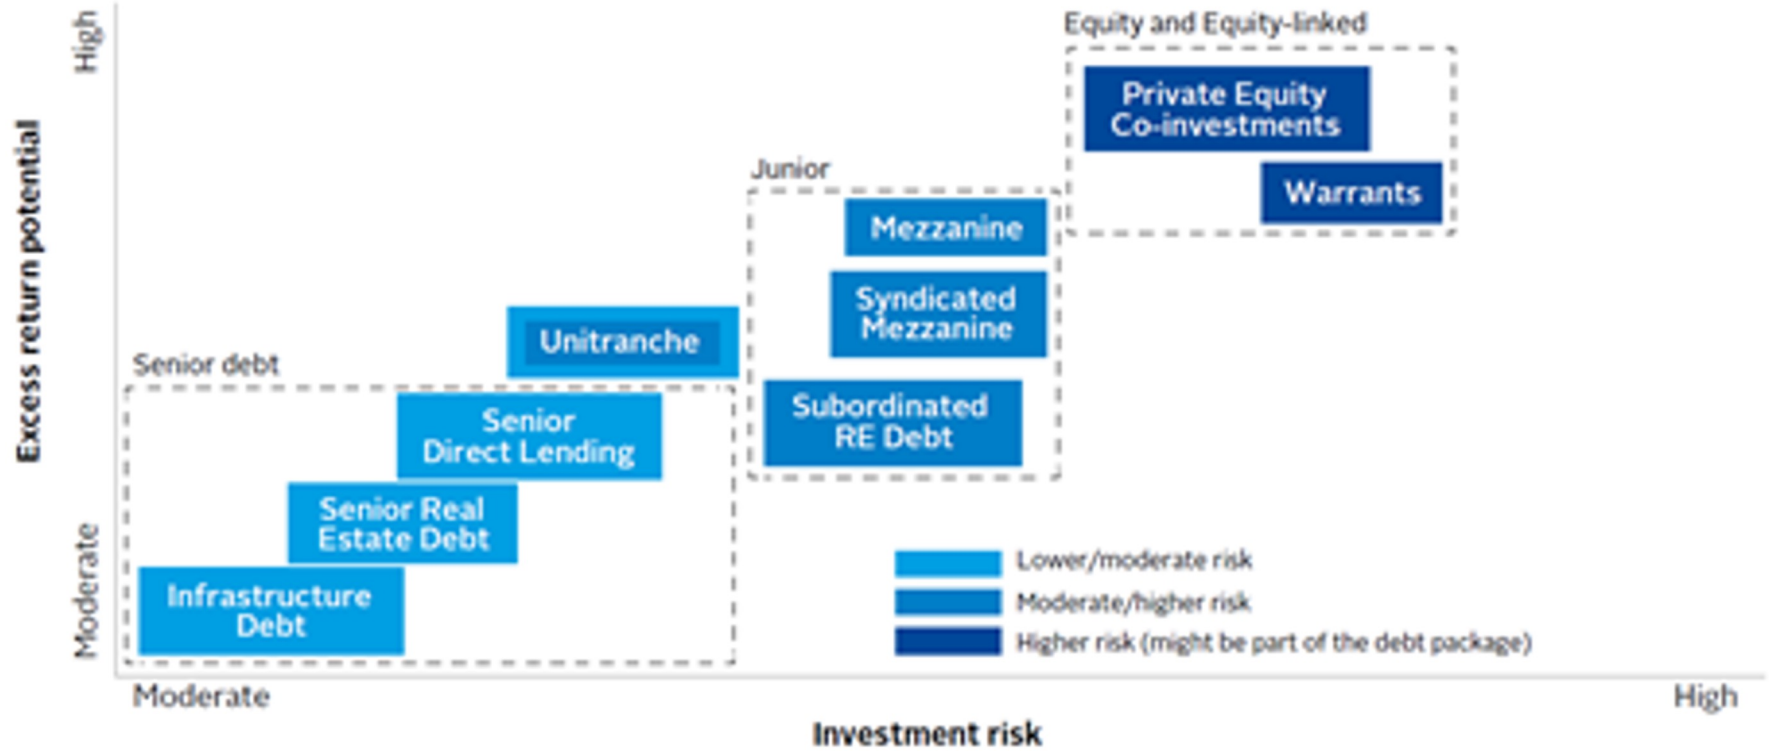 Equity and Equity-linked
High
Private Equity
Co-investments
Junior
Warrants
Mezzanine
Syndicated
Mezzanine
Unitranche
Senior debt
Subordinated
RE Debt
Senior
Direct Lending
Excess return potential
Senior Real
Estate Debt
Infrastructure
Debt
Moderate
Lower/moderate risk
Moderate/higher risk
Higher risk (might be part of the debt package)
Moderate
High
Investment risk